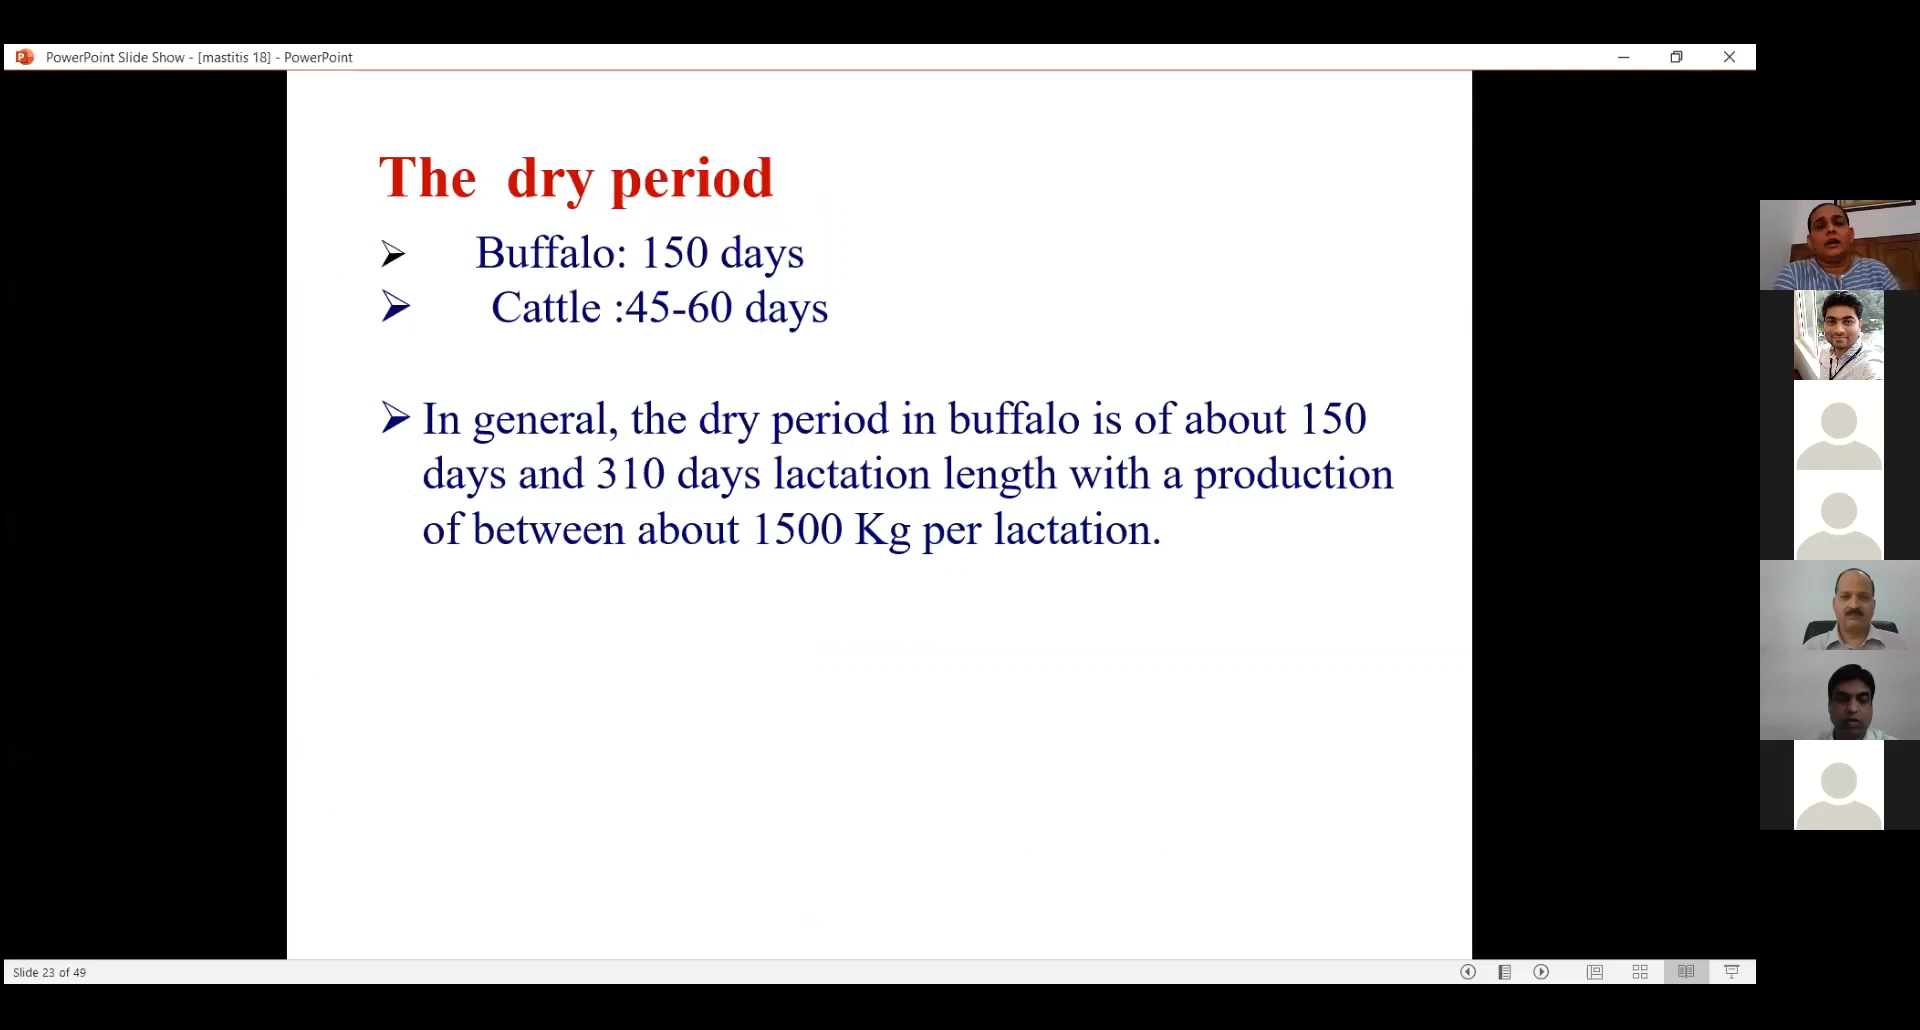 PowerPoint Slide Show - [mastitis 18] - PowerPoint
The dry period
➢ Buffalo: 150 days
➢ Cattle :45-60 days
➢ In general, the dry period in buffalo is of about 150
days and 310 days lactation length with a production
of between about 1500 Kg per lactation.
Slide 23 of 49